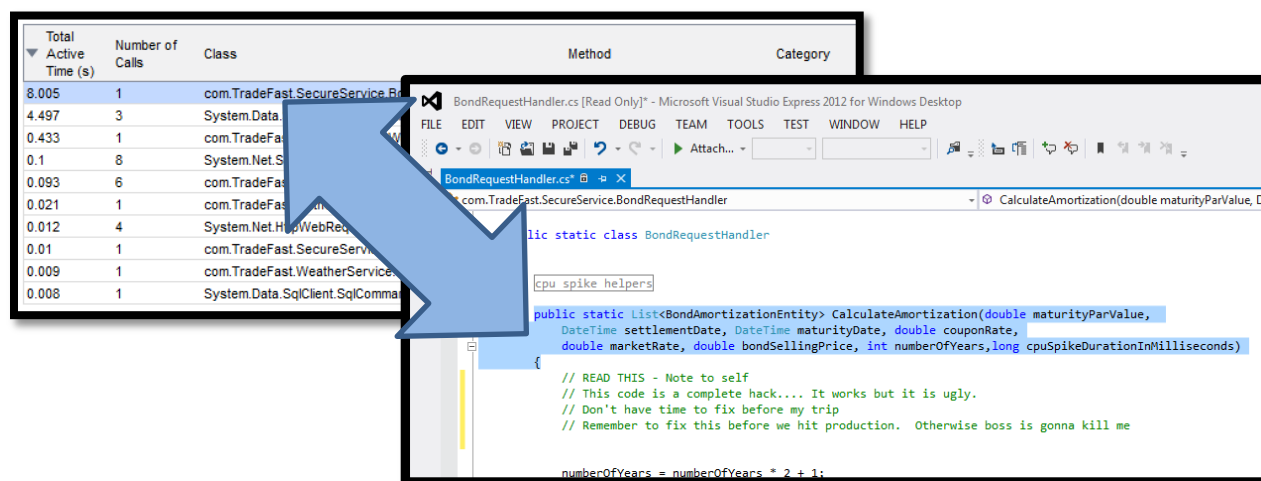 Total
Active
Time (s)
Number of
Calls
Class
Method
Category
8.005 1 com.TradeFast.SecureService.Bo
4.497 3 System.Data.
0.433 1 com.TradeFas
0.1 8 System.Net.S
0.093 6 com.TradeFas
0.021 1 com.TradeFas
0.012 4 System.Net.HttpWebReq
0.01 1 com.TradeFast.SecureServic
0.009 1 com.TradeFast.WeatherService.
0.008 1 System.Data.SqlClient.SqlComman
BondRequestHandler.cs [Read Only]* - Microsoft Visual Studio Express 2012 for Windows Desktop
FILE EDIT VIEW PROJECT DEBUG TEAM TOOLS TEST WINDOW HELP
Attach...
BondRequestHandler.cs*
com.TradeFast.SecureService.BondRequestHandler
CalculateAmortization(double maturityParValue, D
lic static class BondRequestHandler
cpu spike helpers
public static List<BondAmortizationEntity> CalculateAmortization(double maturityParValue,
DateTime settlementDate, DateTime maturityDate, double couponRate,
double marketRate, double bondSellingPrice, int numberOfYears,long cpuSpikeDurationInMilliseconds)
{
// READ THIS - Note to self
// This code is a complete hack.... It works but it is ugly.
// Don't have time to fix before my trip
// Remember to fix this before we hit production. Otherwise boss is gonna kill me
numberOfYears = numberOfYears * 2 + 1;